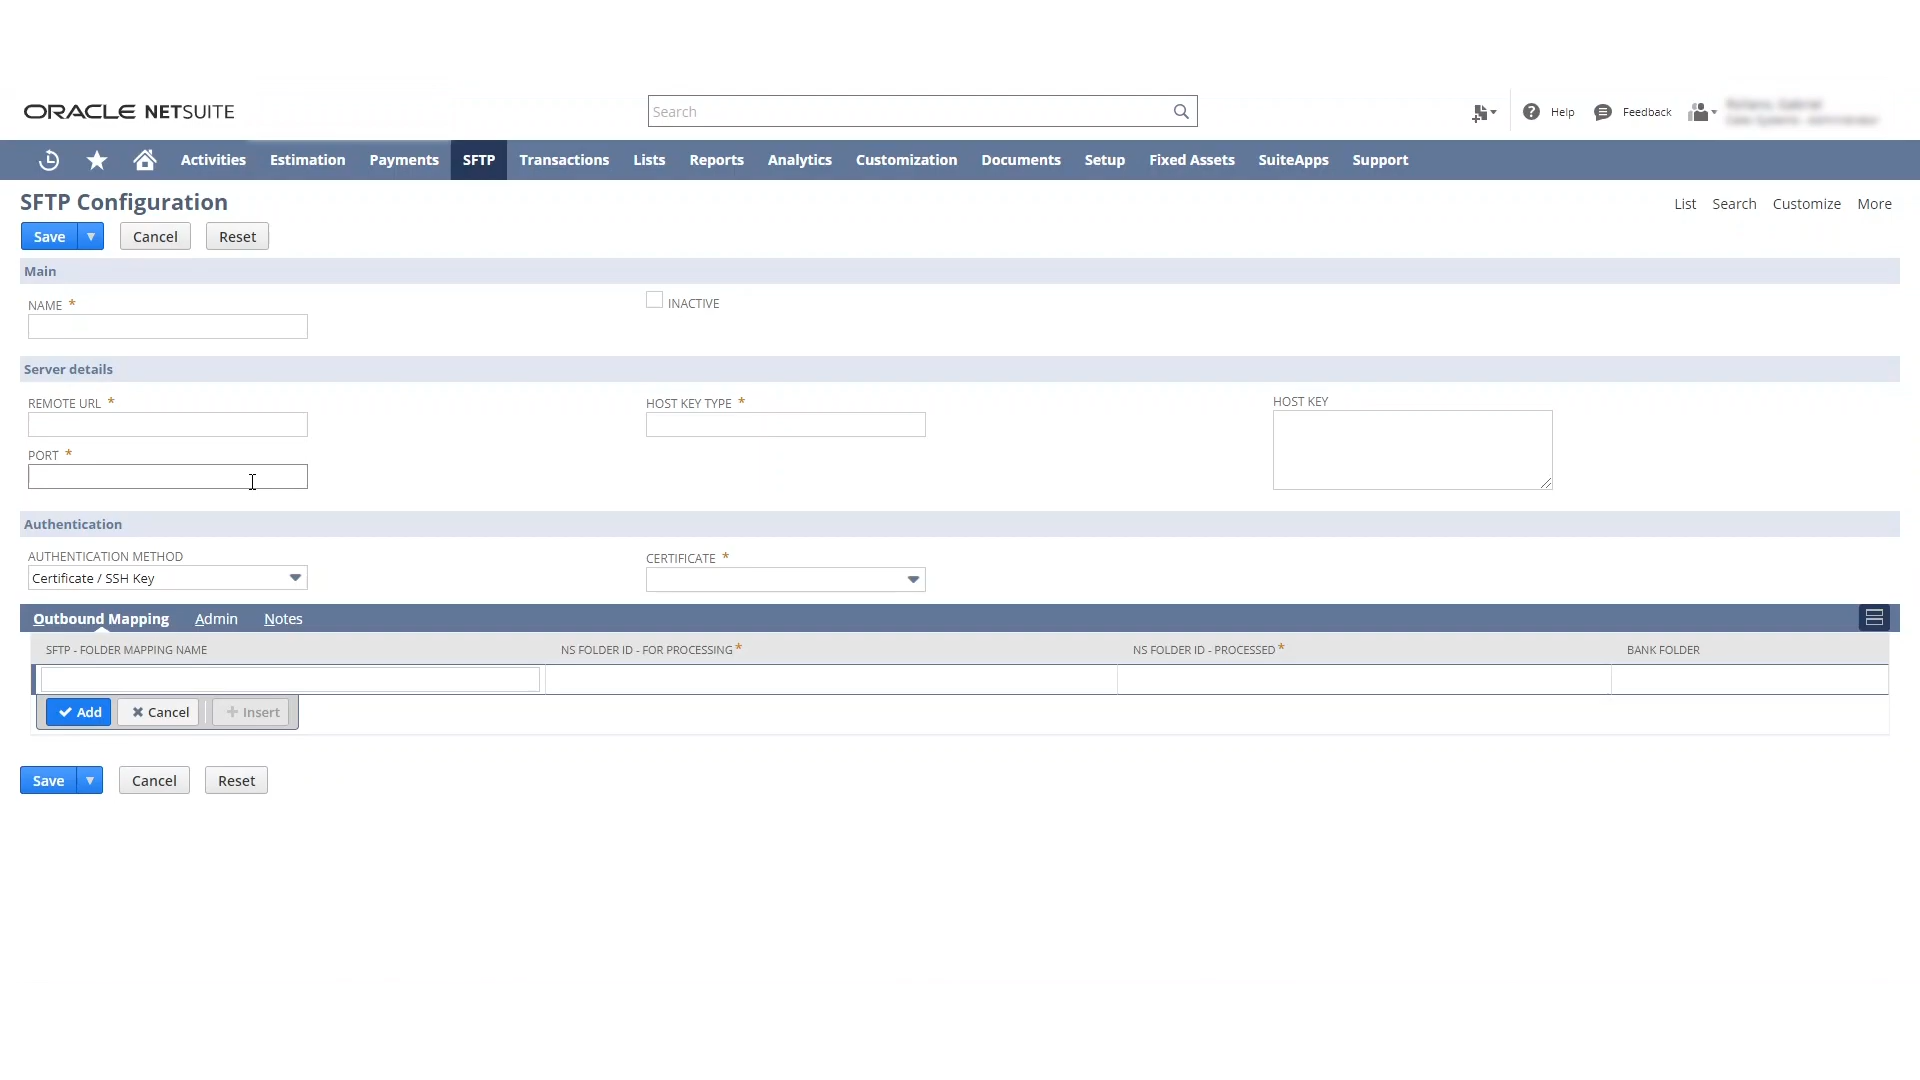 ORACLE NETSUITE
Search
Help
Feedback
Activities Estimation Payments SFTP Transactions Lists Reports Analytics Customization Documents Setup Fixed Assets SuiteApps Support
SFTP Configuration
List Search Customize More
Save Cancel Reset
Main
NAME *
INACTIVE
Server details
REMOTE URL *
HOST KEY TYPE *
HOST KEY
PORT *
Authentication
AUTHENTICATION METHOD
Certificate / SSH Key
CERTIFICATE *
Outbound Mapping Admin Notes
SFTP - FOLDER MAPPING NAME NS FOLDER ID - FOR PROCESSING * NS FOLDER ID - PROCESSED * BANK FOLDER
Add Cancel Insert
Save Cancel Reset